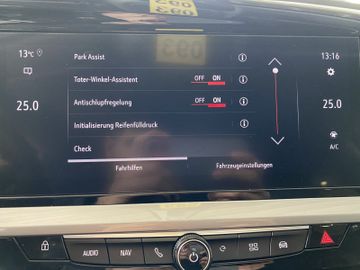 093
13°C
Park Assist
13:16
Toter-Winkel-Assistent OFF ON
25.0
Antischlupfregelung OFF ON
25.0
Initialisierung Reifenfülldruck
Check
A/C
Fahrhilfen
Fahrzeugeinstellungen
AUDIO
NAV